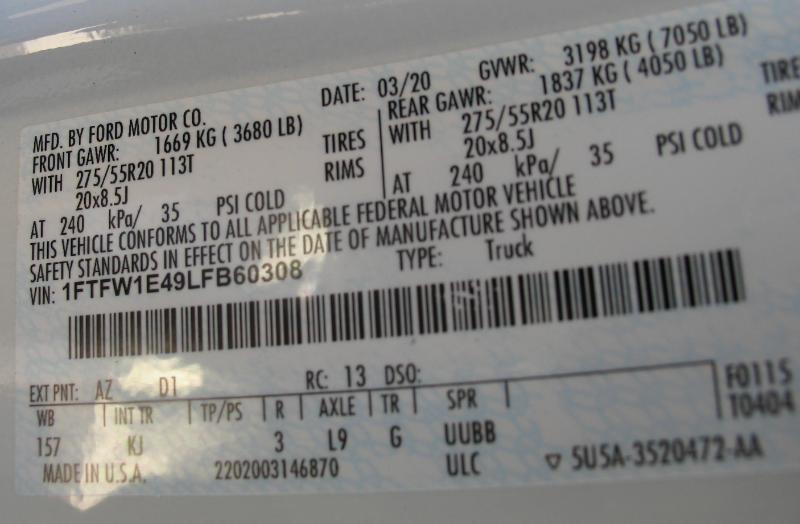 MFD. BY FORD MOTOR CO. DATE: 03/20 GVWR: 3198 KG ( 7050 LB)
FRONT GAWR: 1669 KG ( 3680 LB) REAR GAWR: 1837 KG ( 4050 LB)
WITH 275/55R20 113T TIRES WITH 275/55R20 113T TIRE
20x8.5J RIMS 20x8.5J RIM
AT 240 kPa/ 35 PSI COLD AT 240 kPa/ 35 PSI COLD
THIS VEHICLE CONFORMS TO ALL APPLICABLE FEDERAL MOTOR VEHICLE
SAFETY STANDARDS IN EFFECT ON THE DATE OF MANUFACTURE SHOWN ABOVE.
VIN: 1FTFW1E49LFB60308 TYPE: Truck
EXT PNT: AZ D1 RC: 13 DSO: F0115
WB INT TR TP/PS R AXLE TR SPR T0404
157 KJ 3 L9 G UUBB
MADE IN U.S.A. 2202003146870 ULC ▽ 5U5A-3520472-AA